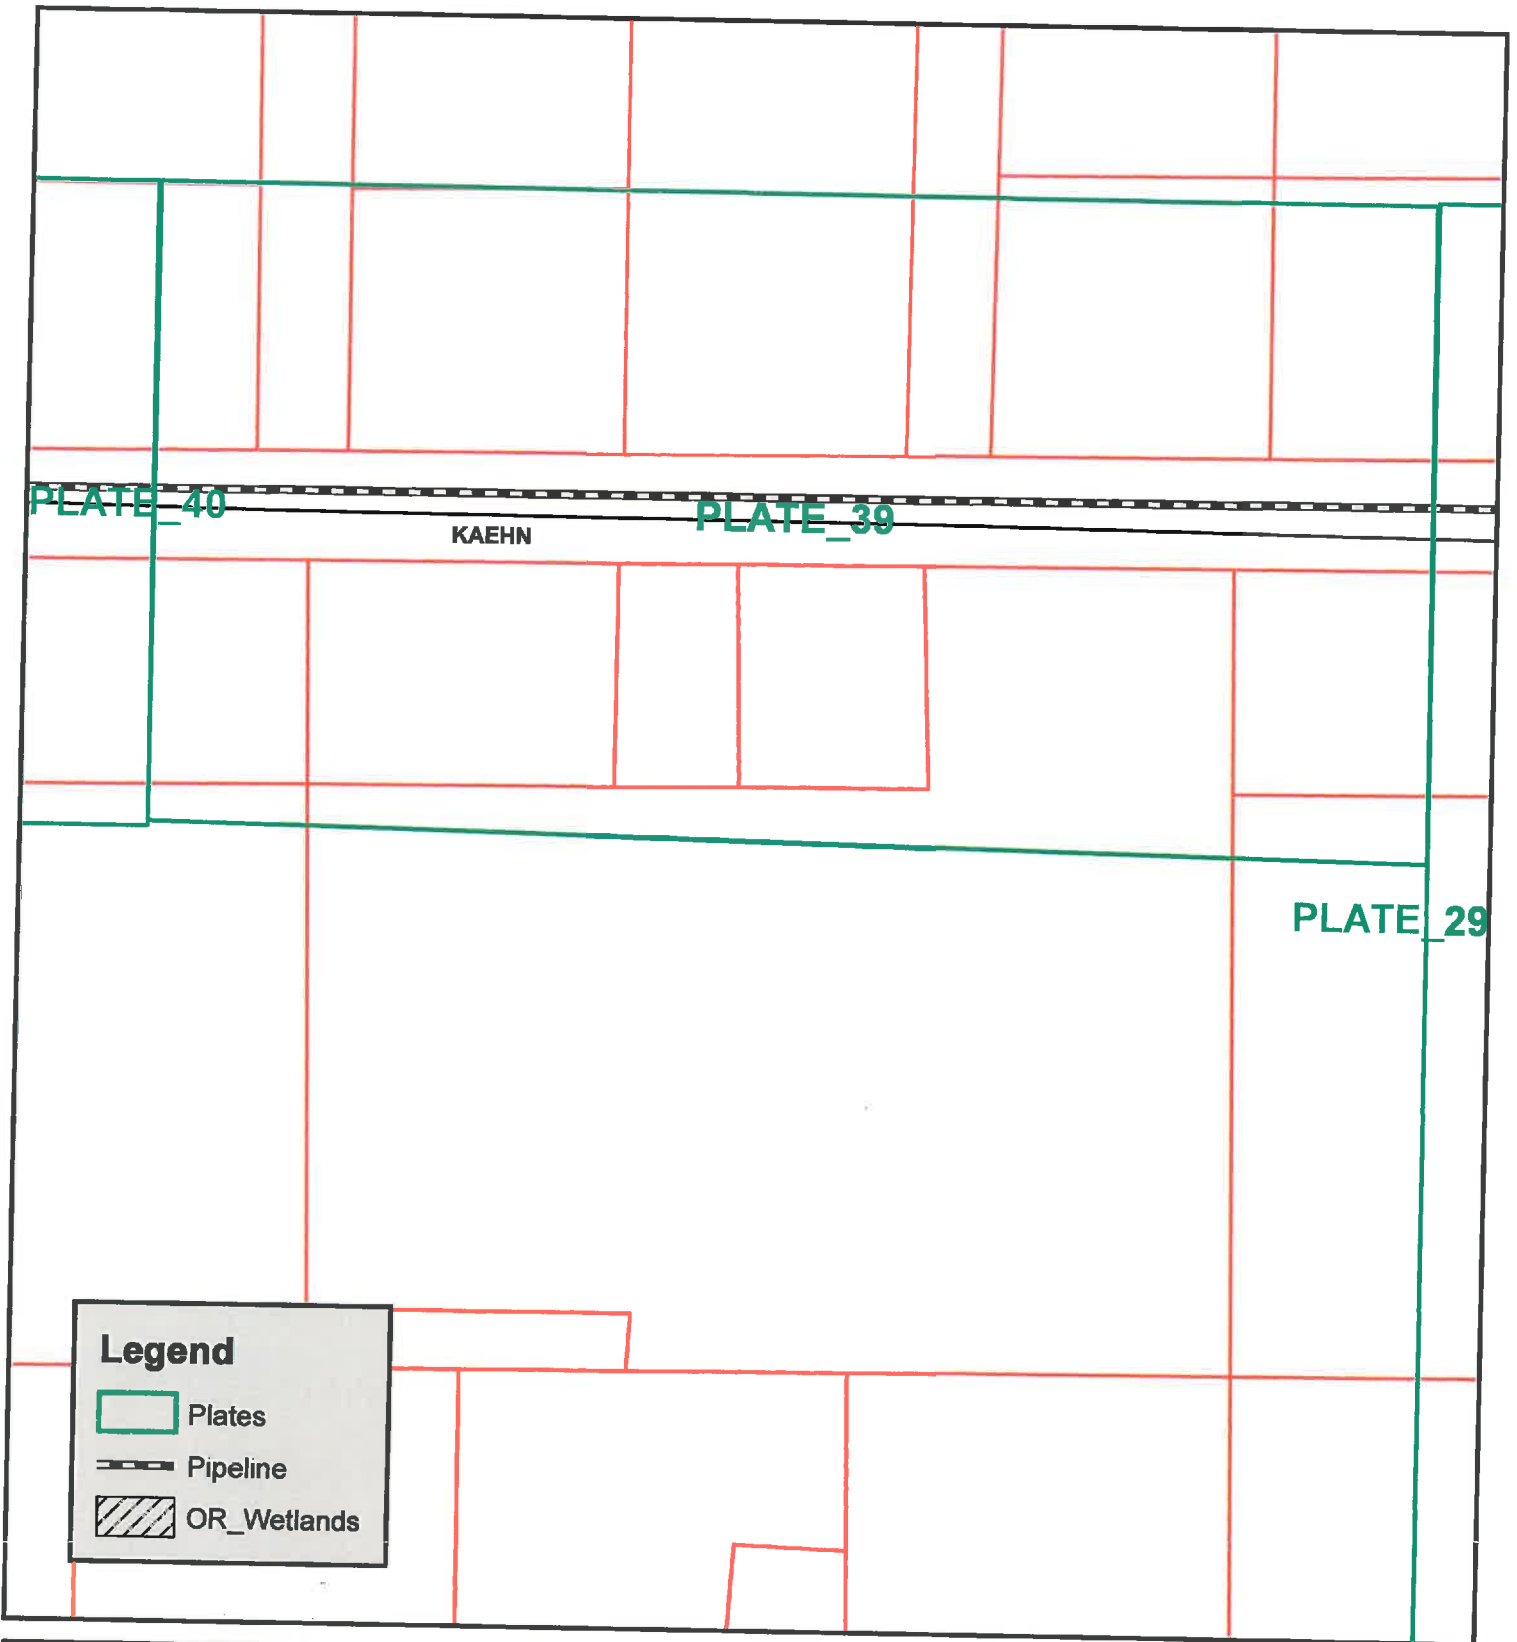 PLATE_40
PLATE_39
KAEHN
PLATE_29
Legend
Plates
Pipeline
OR_Wetlands